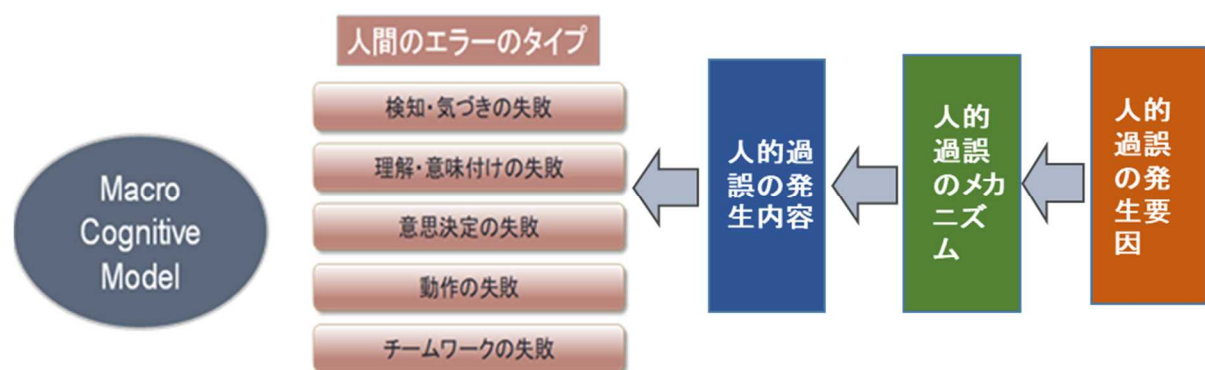 Macro
Cognitive
Model
人間のエラーのタイプ
検知・気づきの失敗
理解・意味付けの失敗
意思決定の失敗
動作の失敗
チームワークの失敗
人的過
誤の発
生内容
人的
過誤
のメカ
ニズ
ム
人的
過誤
の発
生要
因